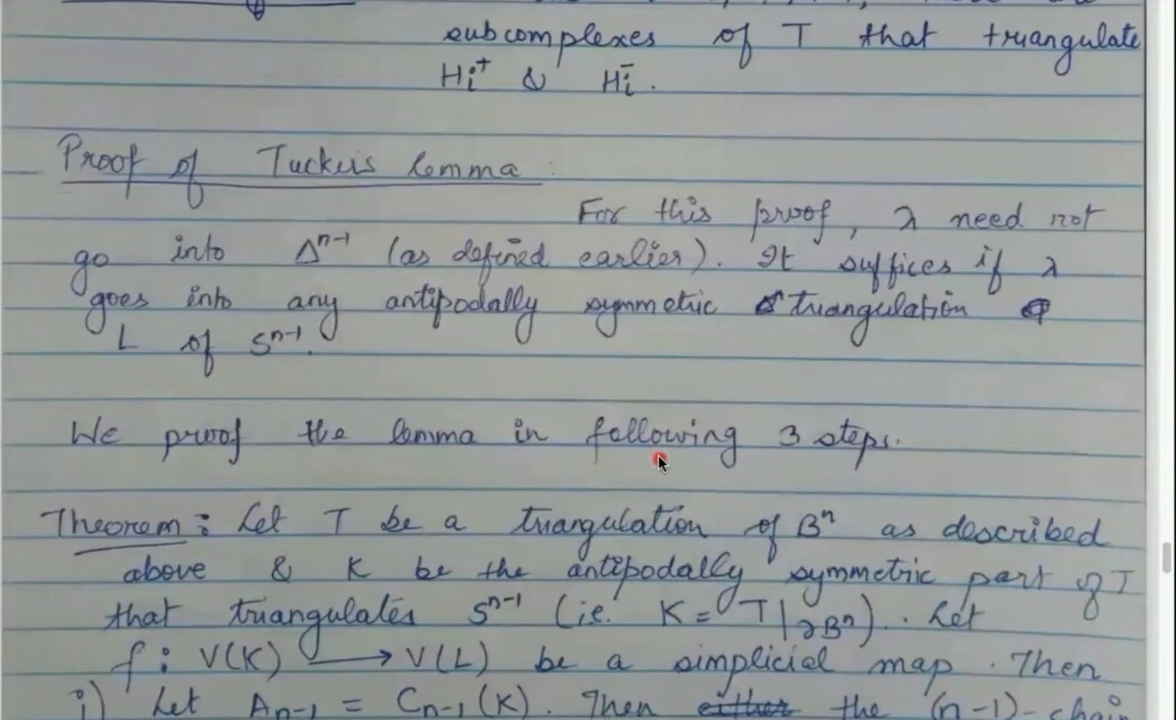 subcomplexes of T that triangulate
Hi⁺ & Hi⁻.
Proof of Tucker's lemma :
For this proof, λ need not
go into Δⁿ⁻¹ (as defined earlier). It suffices if λ
goes into any antipodally symmetric triangulation
L of Sⁿ⁻¹.
We proof the lemma in following 3 steps.
Theorem : Let T be a triangulation of Bⁿ as described
above & K be the antipodally symmetric part of T
that triangulates Sⁿ⁻¹ (i.e. K = T|∂Bⁿ). Let
f : V(K) → V(L) be a simplicial map. Then
i) Let Aₙ₋₁ = Cₙ₋₁(K). Then either the (n-1)-chain